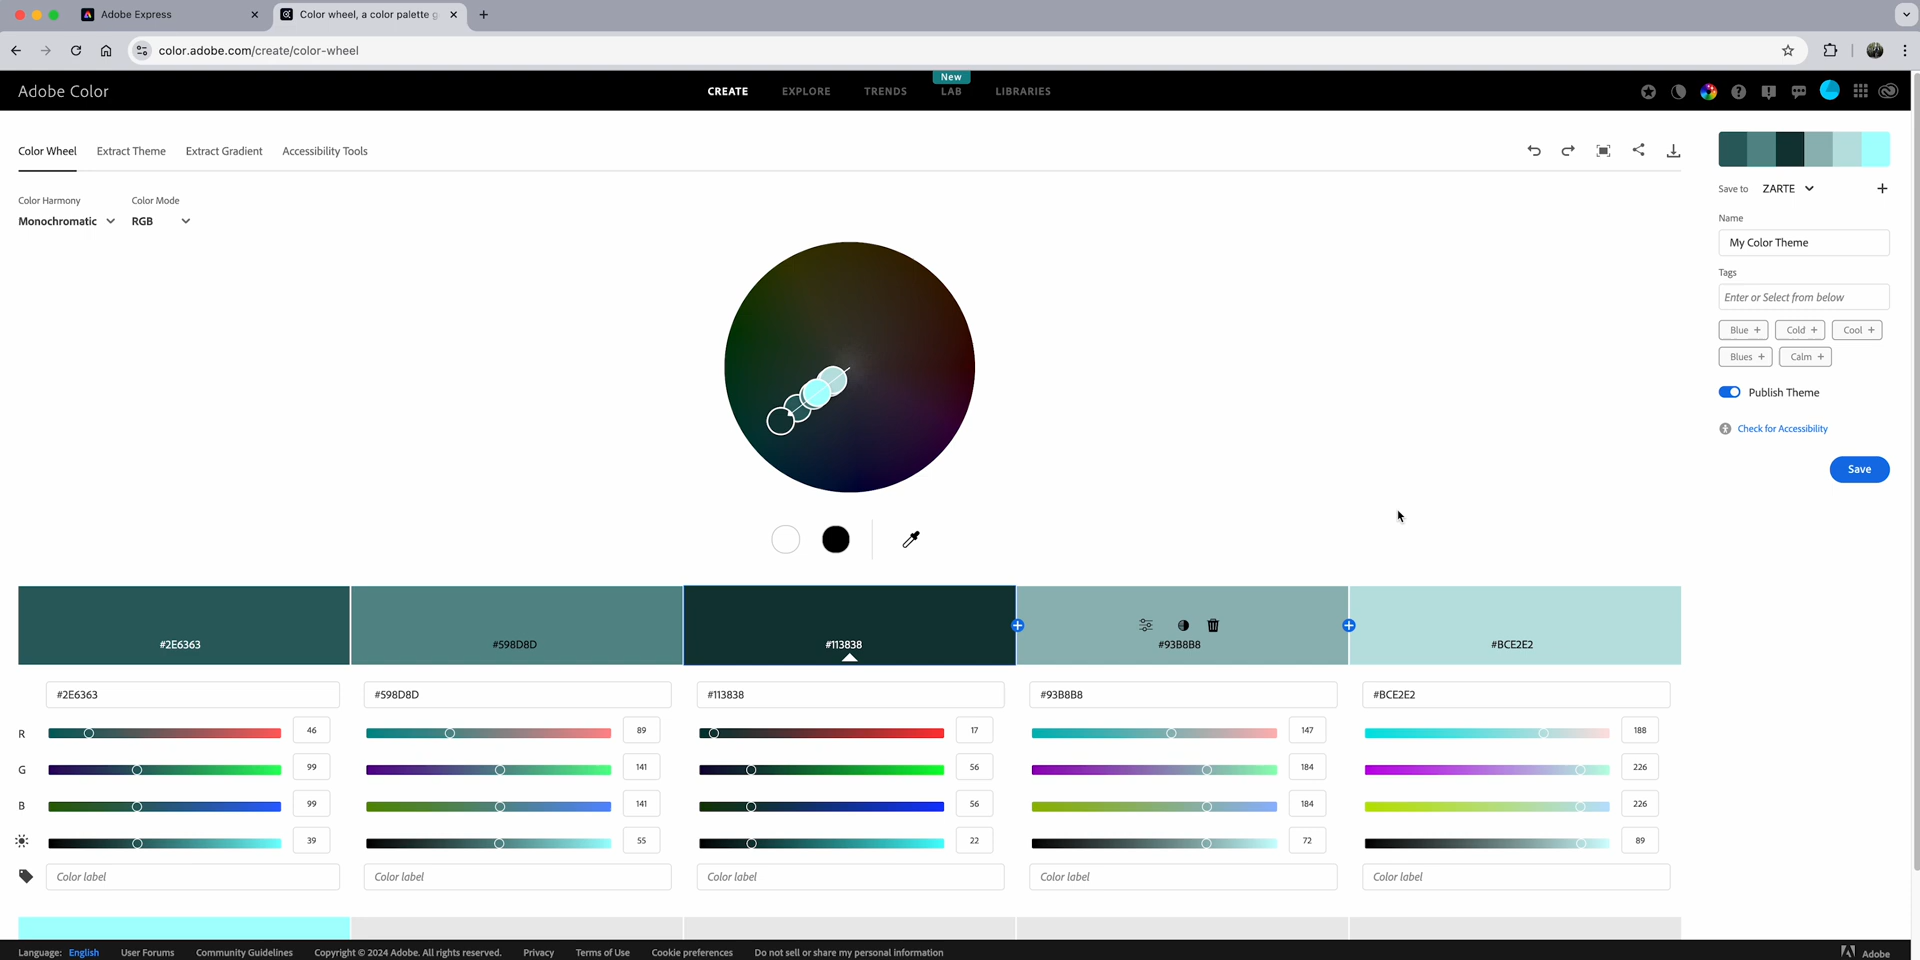 Adobe Express
Color wheel, a color palette g
color.adobe.com/create/color-wheel
Adobe Color
CREATE
EXPLORE
TRENDS
New
LAB
LIBRARIES
Color Wheel
Extract Theme
Extract Gradient
Accessibility Tools
Color Harmony
Color Mode
Monochromatic
RGB
Save to ZARTE
Name
My Color Theme
Tags
Enter or Select from below
Blue + Cold + Cool +
Blues + Calm +
Publish Theme
Check for Accessibility
Save
#2E6363 #598D8D #113838 #93B8B8 #BCE2E2
#2E6363 #598D8D #113838 #93B8B8 #BCE2E2
R 46 89 17 147 188
G 99 141 56 184 226
B 99 141 56 184 226
39 55 22 72 89
Color label Color label Color label Color label Color label
Language: English User Forums Community Guidelines Copyright © 2024 Adobe. All rights reserved. Privacy Terms of Use Cookie preferences Do not sell or share my personal information Adobe